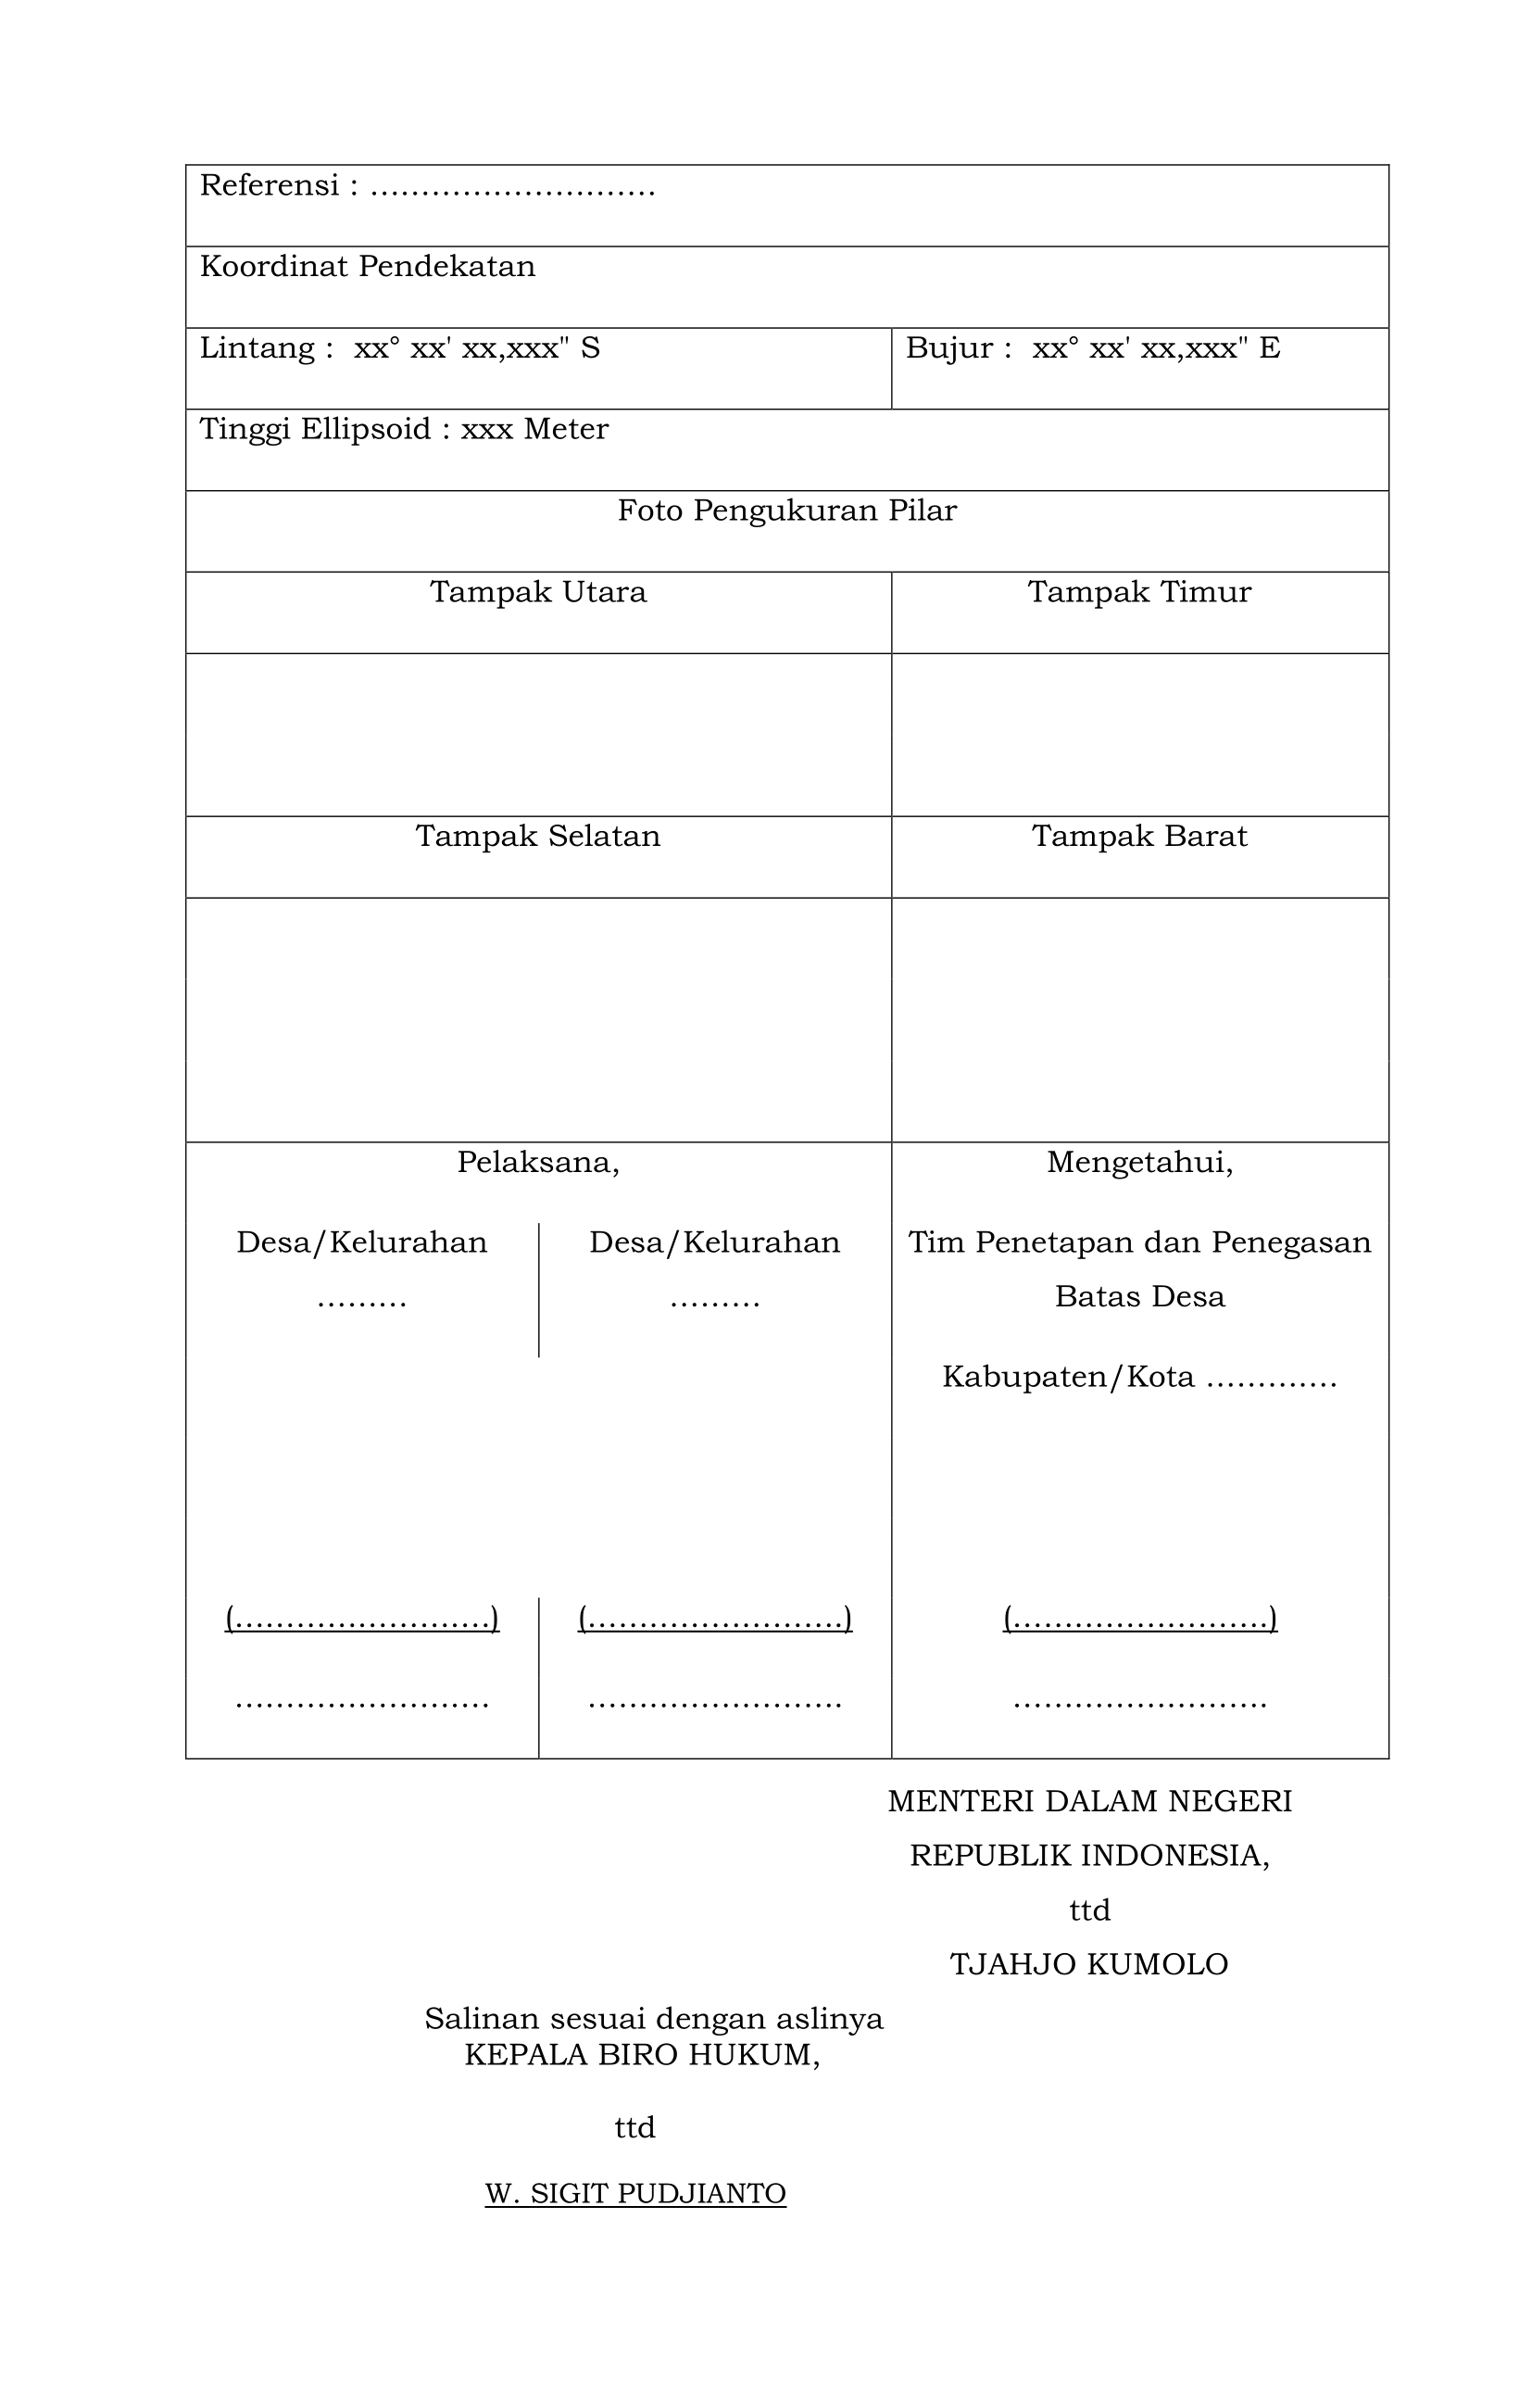 Referensi : ............................
Koordinat Pendekatan
Lintang :  xx° xx' xx,xxx" S
Bujur :  xx° xx' xx,xxx" E
Tinggi Ellipsoid : xxx Meter
Foto Pengukuran Pilar
Tampak Utara
Tampak Timur
Tampak Selatan
Tampak Barat
Pelaksana,
Mengetahui,
Desa/Kelurahan
.........
Desa/Kelurahan
.........
Tim Penetapan dan Penegasan
Batas Desa
Kabupaten/Kota .............
(.........................)
(.........................)
(.........................)
.........................
.........................
.........................
MENTERI DALAM NEGERI
REPUBLIK INDONESIA,
ttd
TJAHJO KUMOLO
Salinan sesuai dengan aslinya
KEPALA BIRO HUKUM,
ttd
W. SIGIT PUDJIANTO